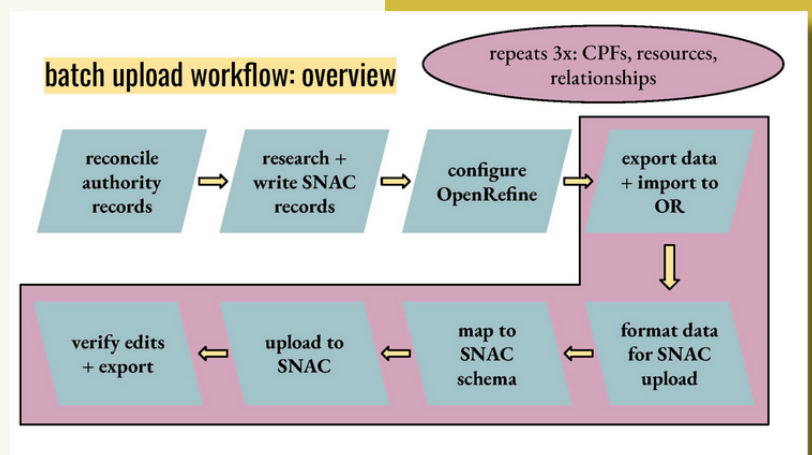 batch upload workflow: overview
repeats 3x: CPFs, resources,
relationships
reconcile
authority
records
research +
write SNAC
records
configure
OpenRefine
export data
+ import to
OR
format data
for SNAC
upload
map to
SNAC
schema
upload to
SNAC
verify edits
+ export